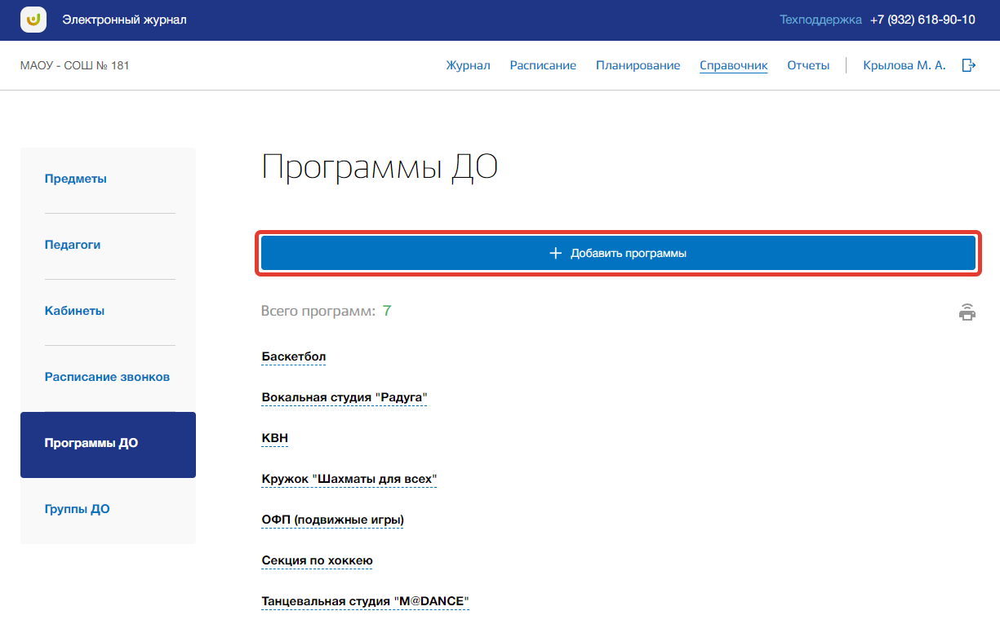 Электронный журнал
Техподдержка +7 (932) 618-90-10
МАОУ - СОШ № 181
Журнал Расписание Планирование Справочник Отчеты Крылова М. А.
Предметы
Педагоги
Кабинеты
Расписание звонков
Программы ДО
Группы ДО
Программы ДО
+ Добавить программы
Всего программ: 7
Баскетбол
Вокальная студия "Радуга"
КВН
Кружок "Шахматы для всех"
ОФП (подвижные игры)
Секция по хоккею
Танцевальная студия "M@DANCE"